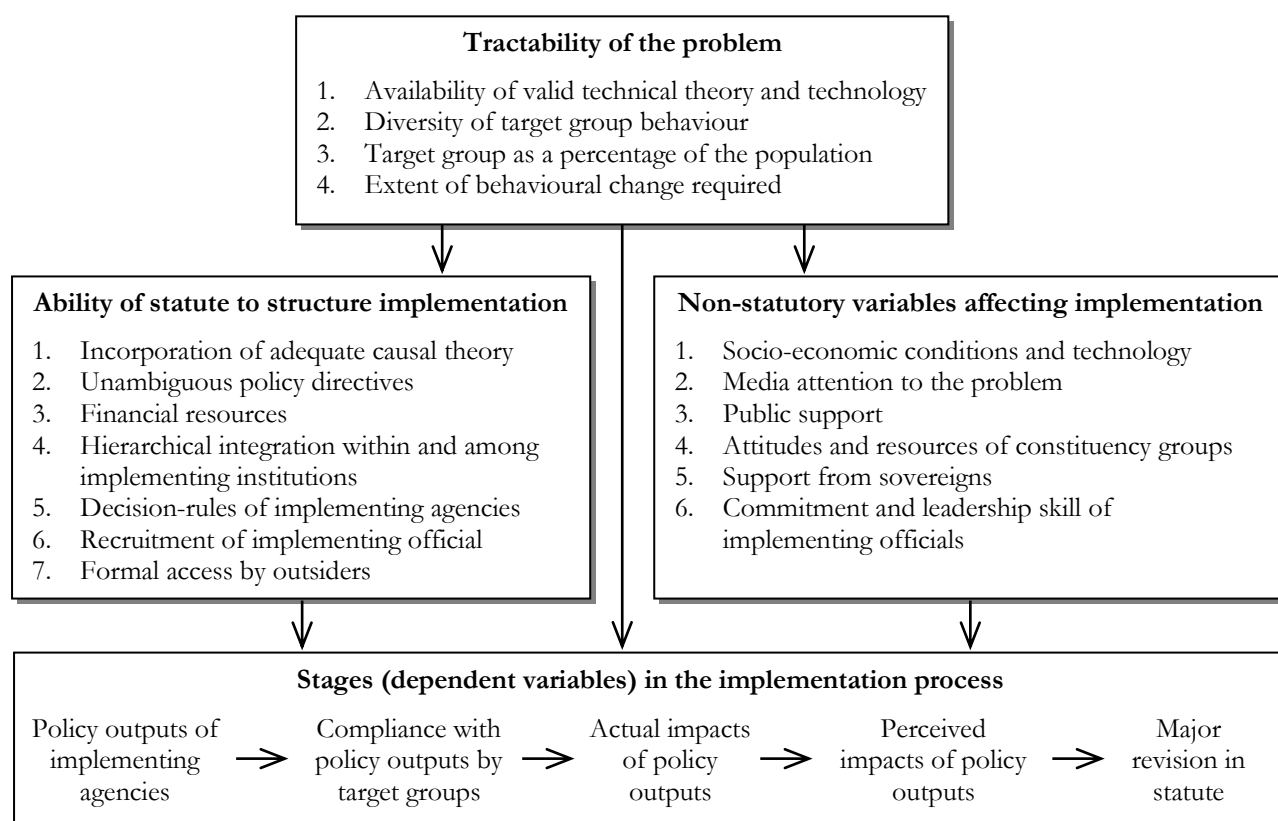 Tractability of the problem
1. Availability of valid technical theory and technology
2. Diversity of target group behaviour
3. Target group as a percentage of the population
4. Extent of behavioural change required
Ability of statute to structure implementation
1. Incorporation of adequate causal theory
2. Unambiguous policy directives
3. Financial resources
4. Hierarchical integration within and among
implementing institutions
5. Decision-rules of implementing agencies
6. Recruitment of implementing official
7. Formal access by outsiders
Non-statutory variables affecting implementation
1. Socio-economic conditions and technology
2. Media attention to the problem
3. Public support
4. Attitudes and resources of constituency groups
5. Support from sovereigns
6. Commitment and leadership skill of
implementing officials
Stages (dependent variables) in the implementation process
Policy outputs of
implementing
agencies
Compliance with
policy outputs by
target groups
Actual impacts
of policy
outputs
Perceived
impacts of policy
outputs
Major
revision in
statute